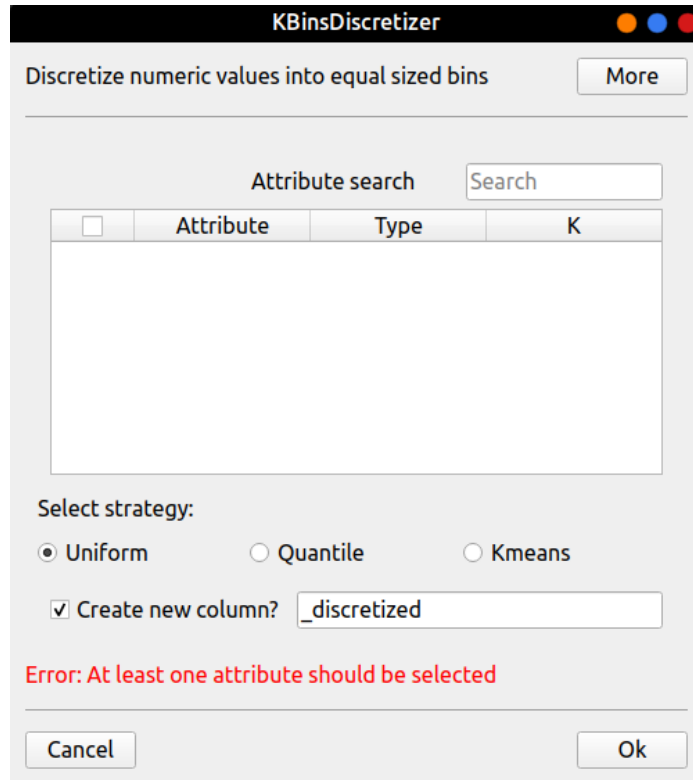 KBinsDiscretizer
Discretize numeric values into equal sized bins More
Attribute search Search
Attribute Type K
Select strategy:
Uniform Quantile Kmeans
Create new column? _discretized
Error: At least one attribute should be selected
Cancel Ok